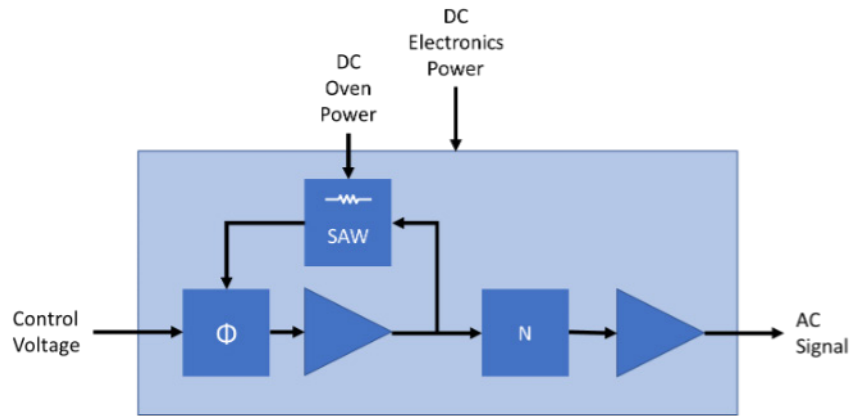 DC
Electronics
Power
DC
Oven
Power
SAW
Control
Voltage
Φ
N
AC
Signal